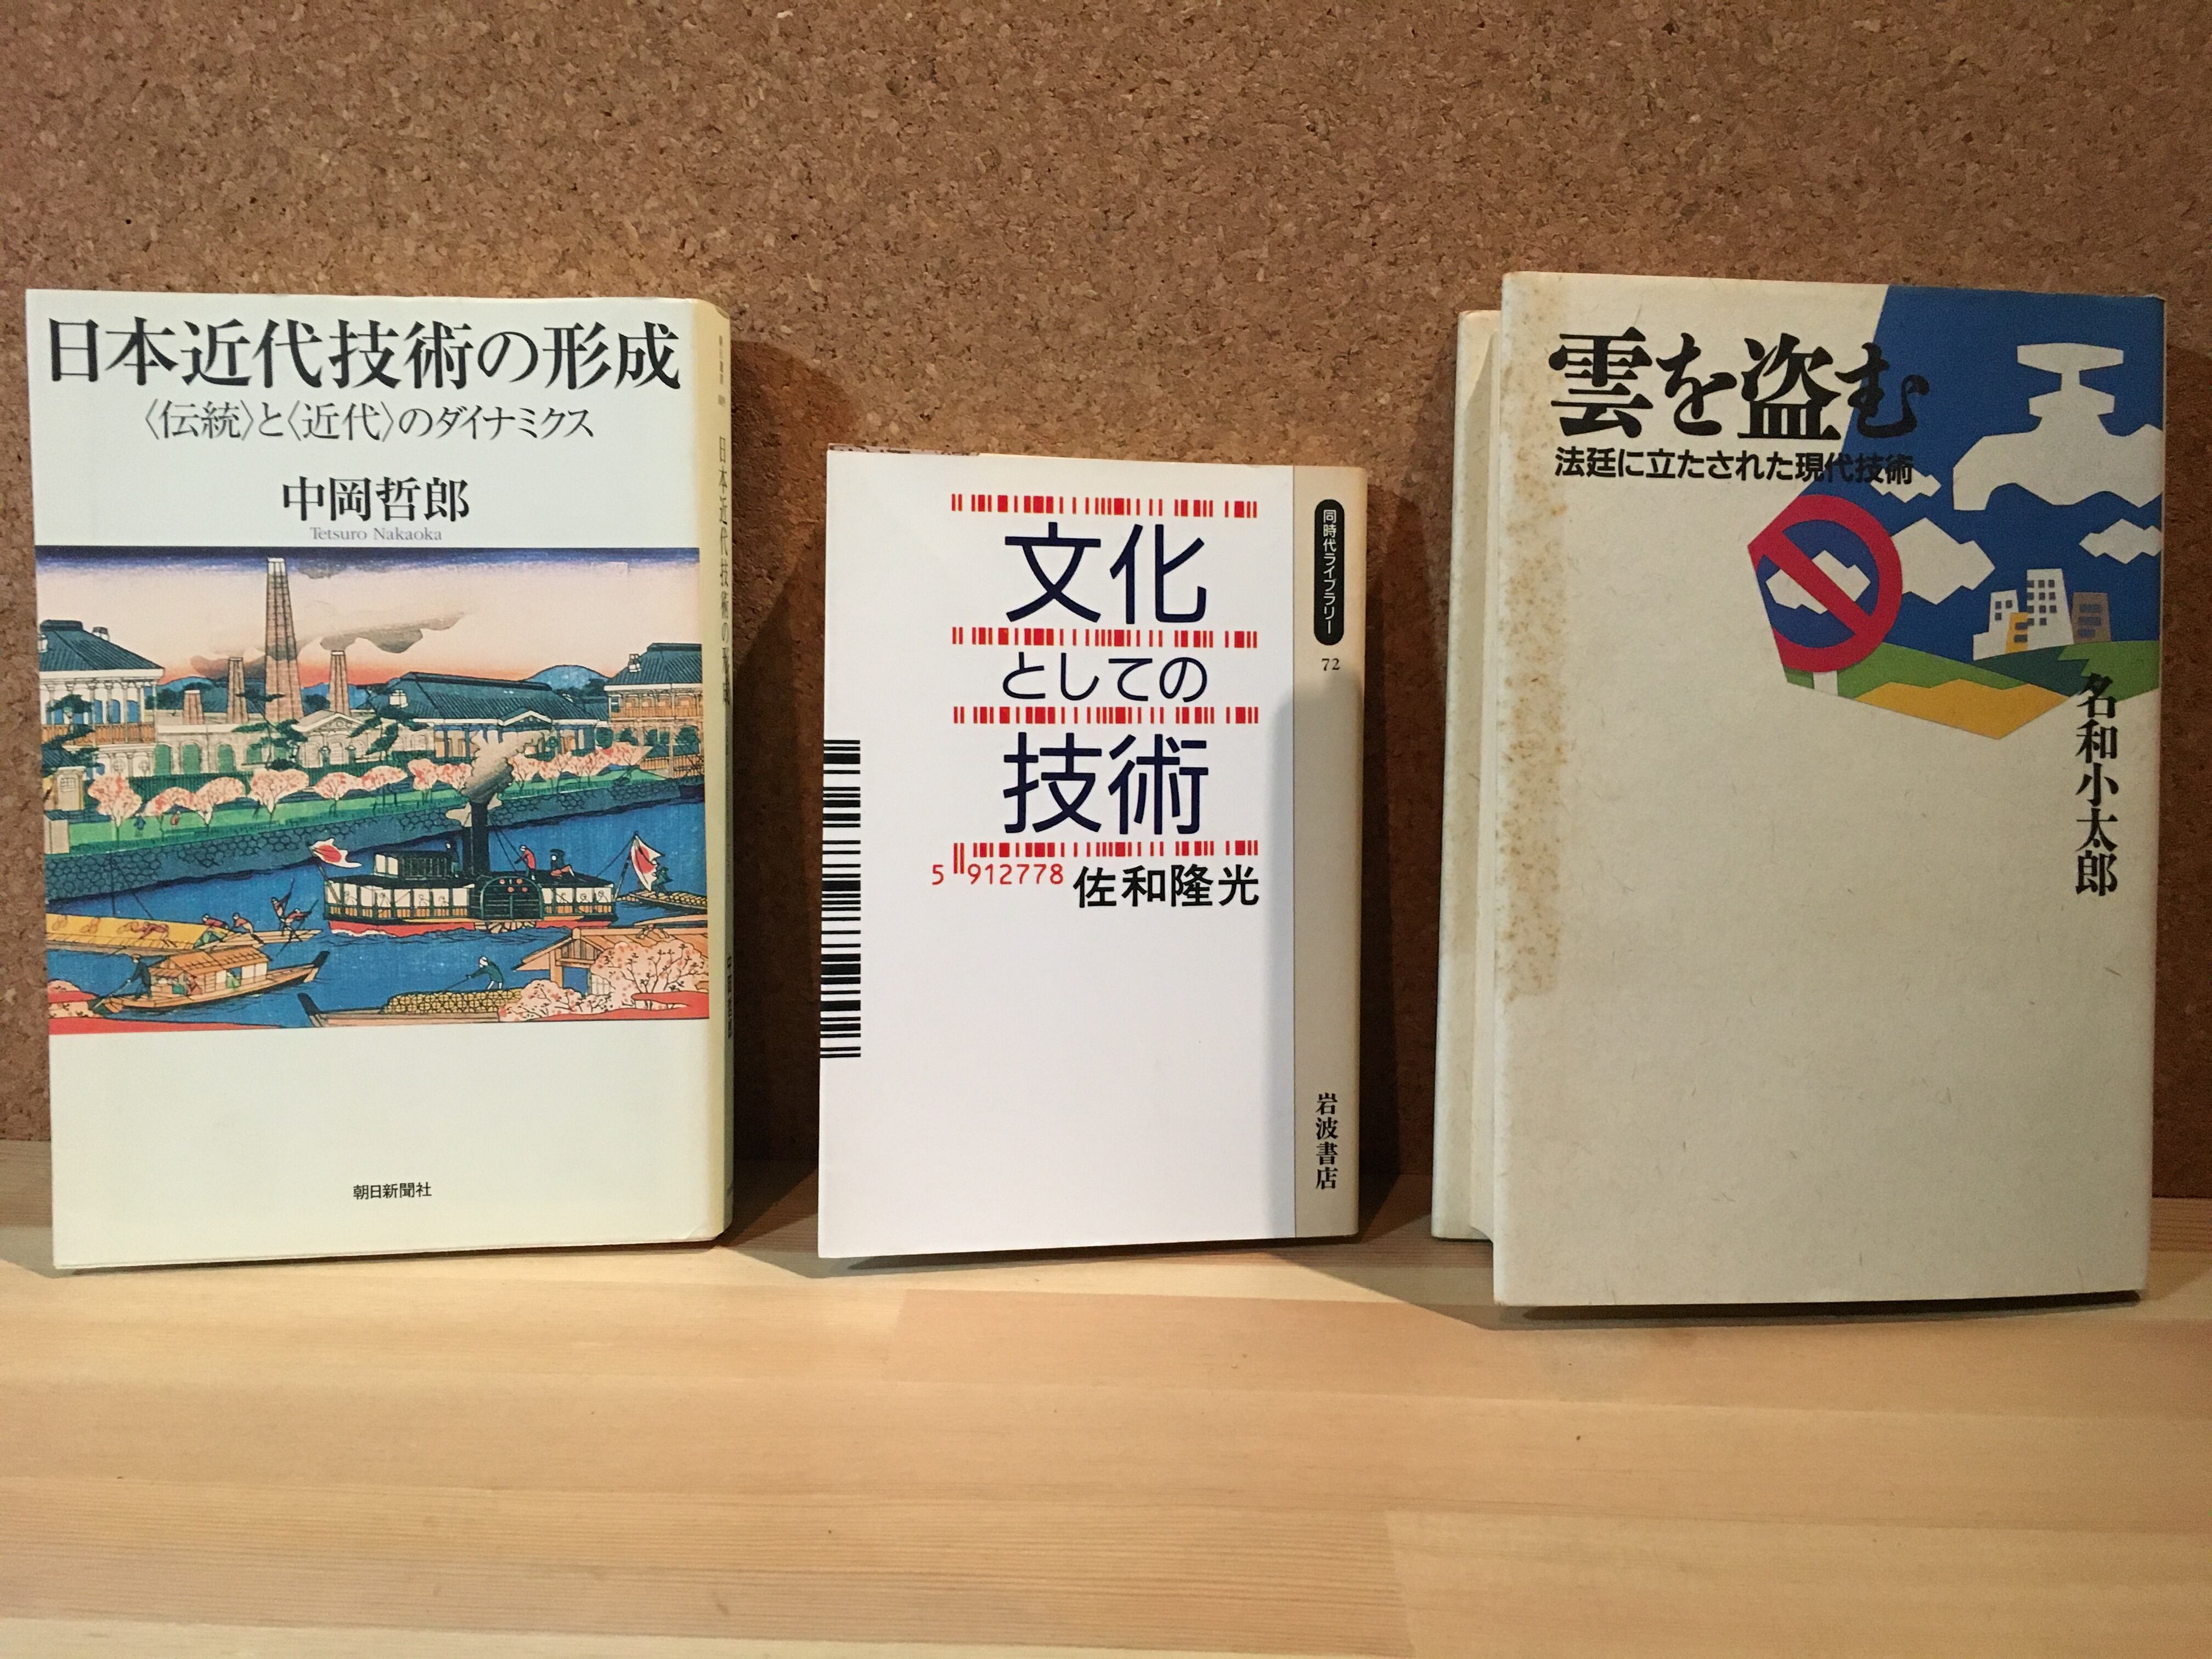 日本近代技術の形成
〈伝統〉と〈近代〉のダイナミクス
中岡哲郎
Tetsuro Nakaoka
朝日新聞社
日本近代技術の形成
文化
としての
技術
5 912778
佐和隆光
同時代ライブラリー
72
岩波書店
雲を盗む
法廷に立たされた現代技術
名和小太郎